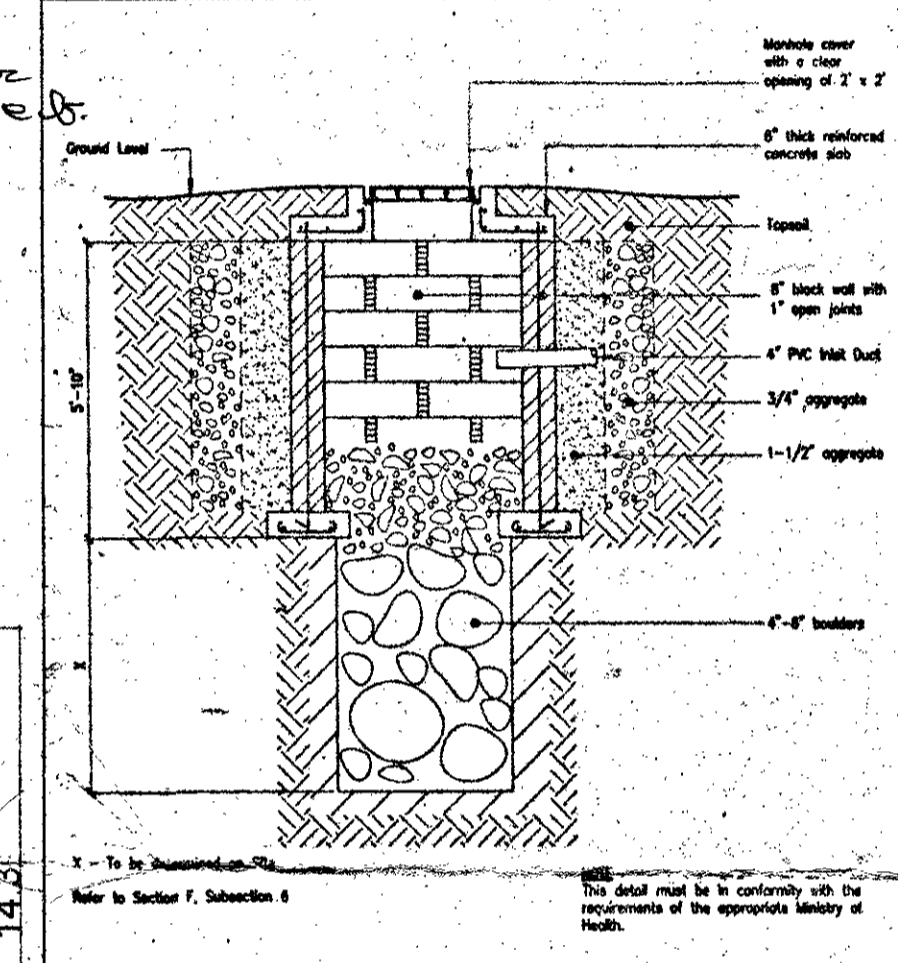 Manhole cover
with a clear
opening of 2' x 2'
Ground Level
6" thick reinforced
concrete slab
Topsoil
8" block wall with
1" open joints
4" PVC Inlet Duct
3/4" aggregate
1-1/2" aggregate
5'-10"
4"-8" boulders
X
X - To be determined on Site
Refer to Section F, Subsection 6
This detail must be in conformity with the
requirements of the appropriate Ministry of
Health.